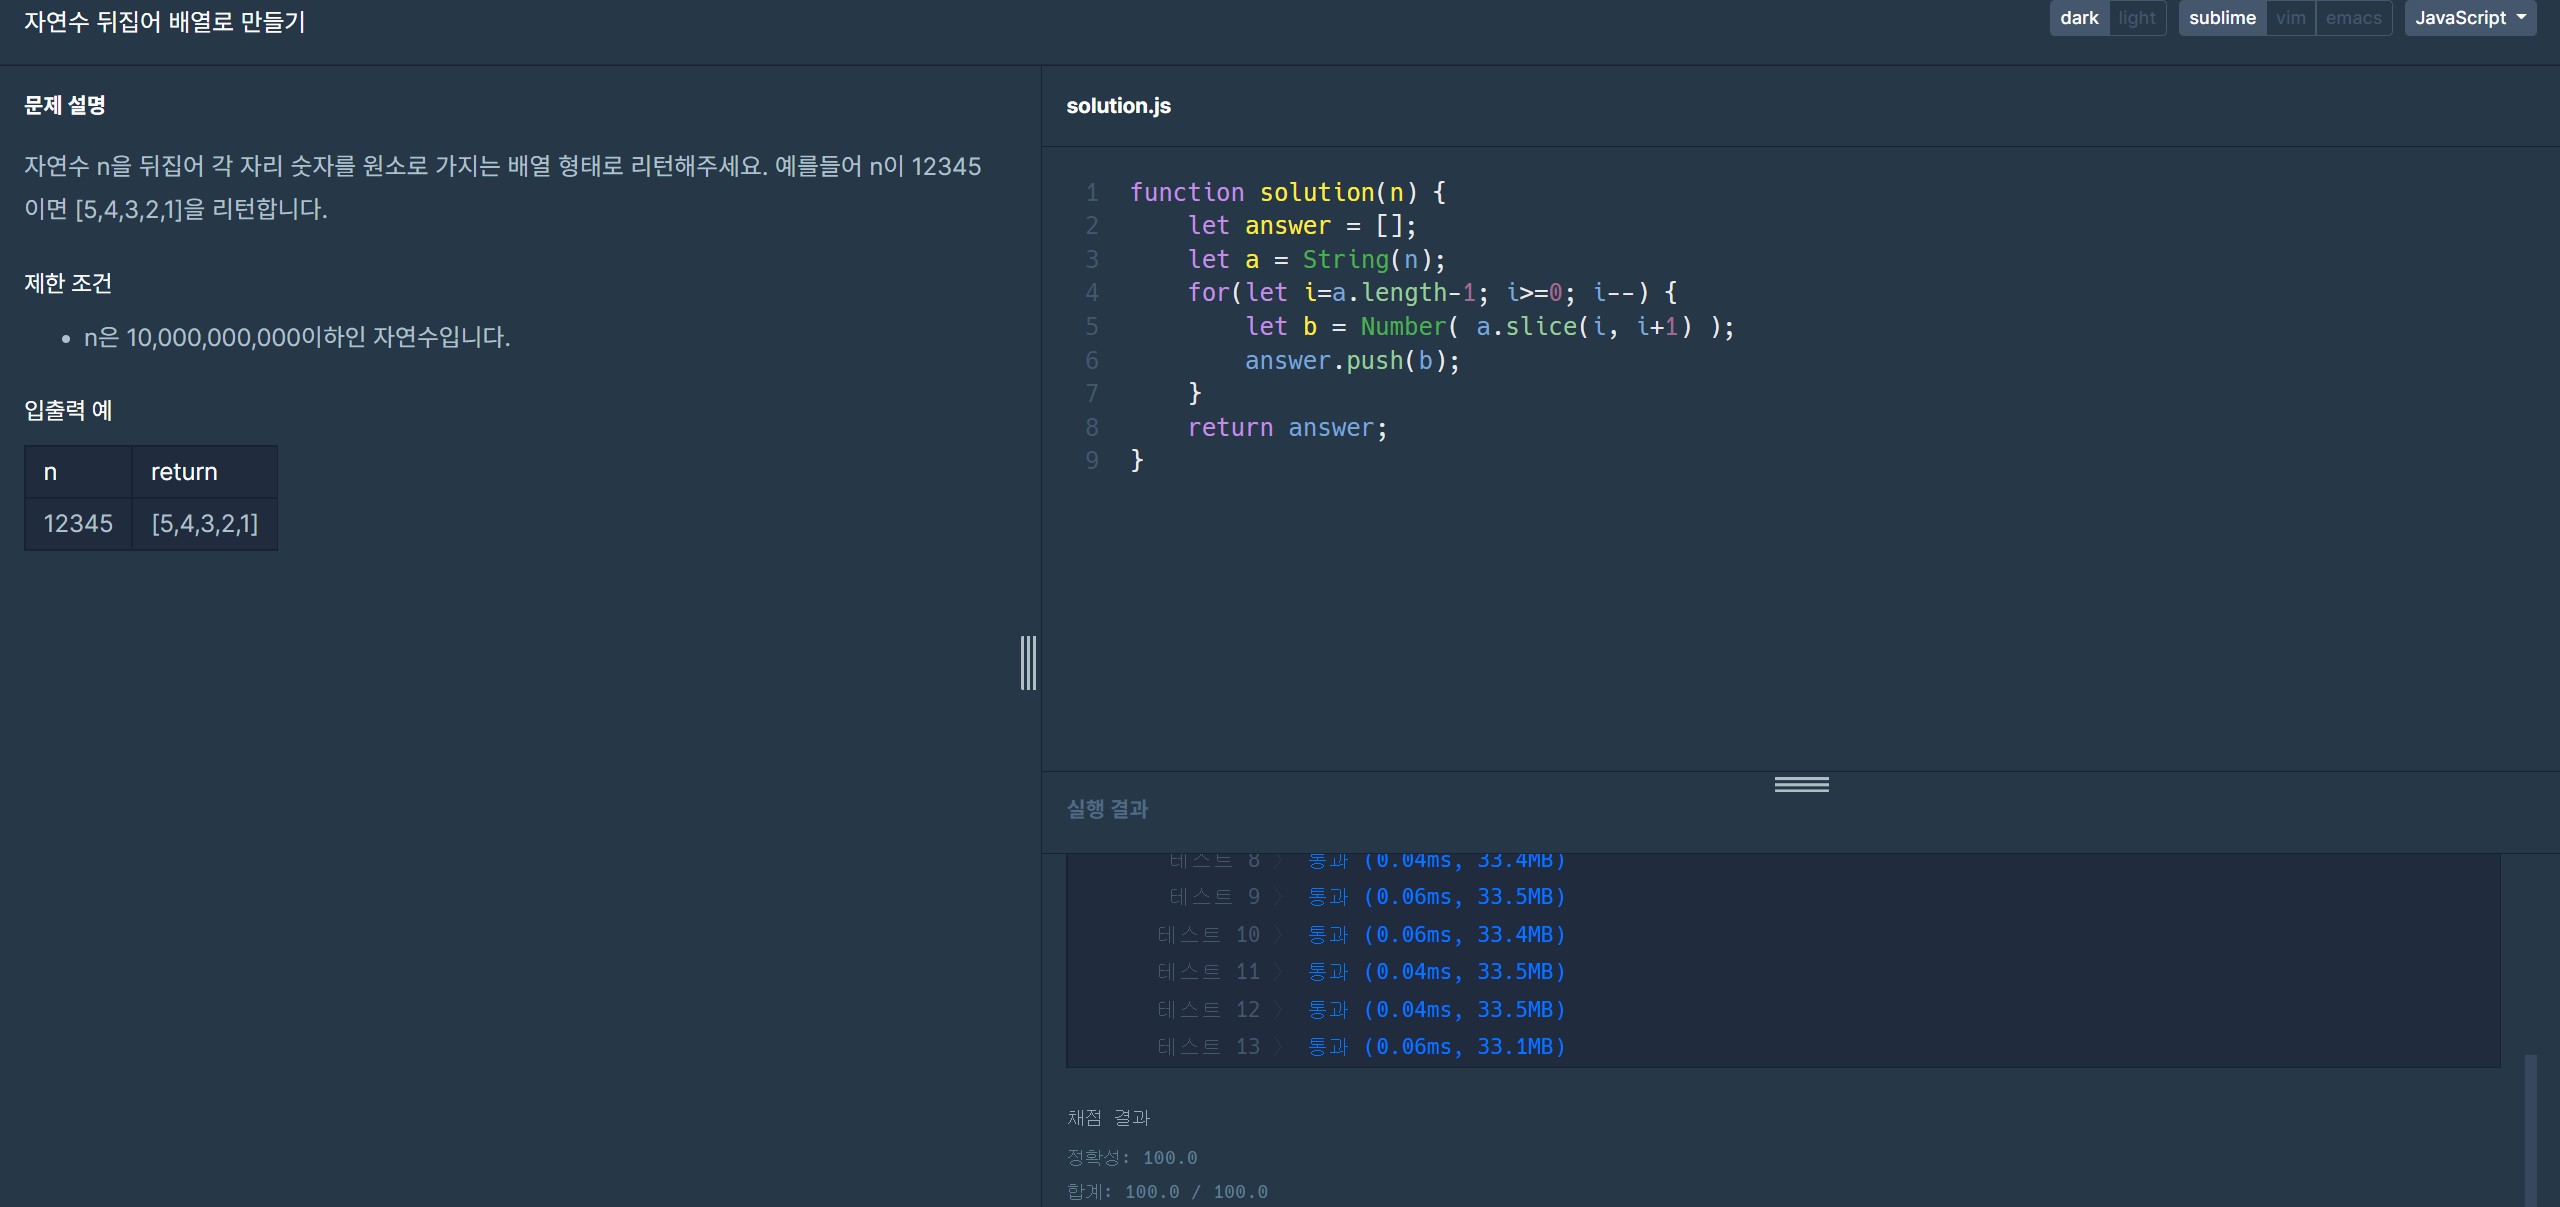 자연수 뒤집어 배열로 만들기
dark light sublime vim emacs JavaScript
문제 설명
자연수 n을 뒤집어 각 자리 숫자를 원소로 가지는 배열 형태로 리턴해주세요. 예를들어 n이 12345
이면 [5,4,3,2,1]을 리턴합니다.
제한 조건
• n은 10,000,000,000이하인 자연수입니다.
입출력 예
n return
12345 [5,4,3,2,1]
solution.js
1 function solution(n) {
2     let answer = [];
3     let a = String(n);
4     for(let i=a.length-1; i>=0; i--) {
5         let b = Number( a.slice(i, i+1) );
6         answer.push(b);
7     }
8     return answer;
9 }
실행 결과
테스트 8 〉 통과 (0.04ms, 33.4MB)
테스트 9 〉 통과 (0.06ms, 33.5MB)
테스트 10 〉 통과 (0.06ms, 33.4MB)
테스트 11 〉 통과 (0.04ms, 33.5MB)
테스트 12 〉 통과 (0.04ms, 33.5MB)
테스트 13 〉 통과 (0.06ms, 33.1MB)
채점 결과
정확성: 100.0
합계: 100.0 / 100.0